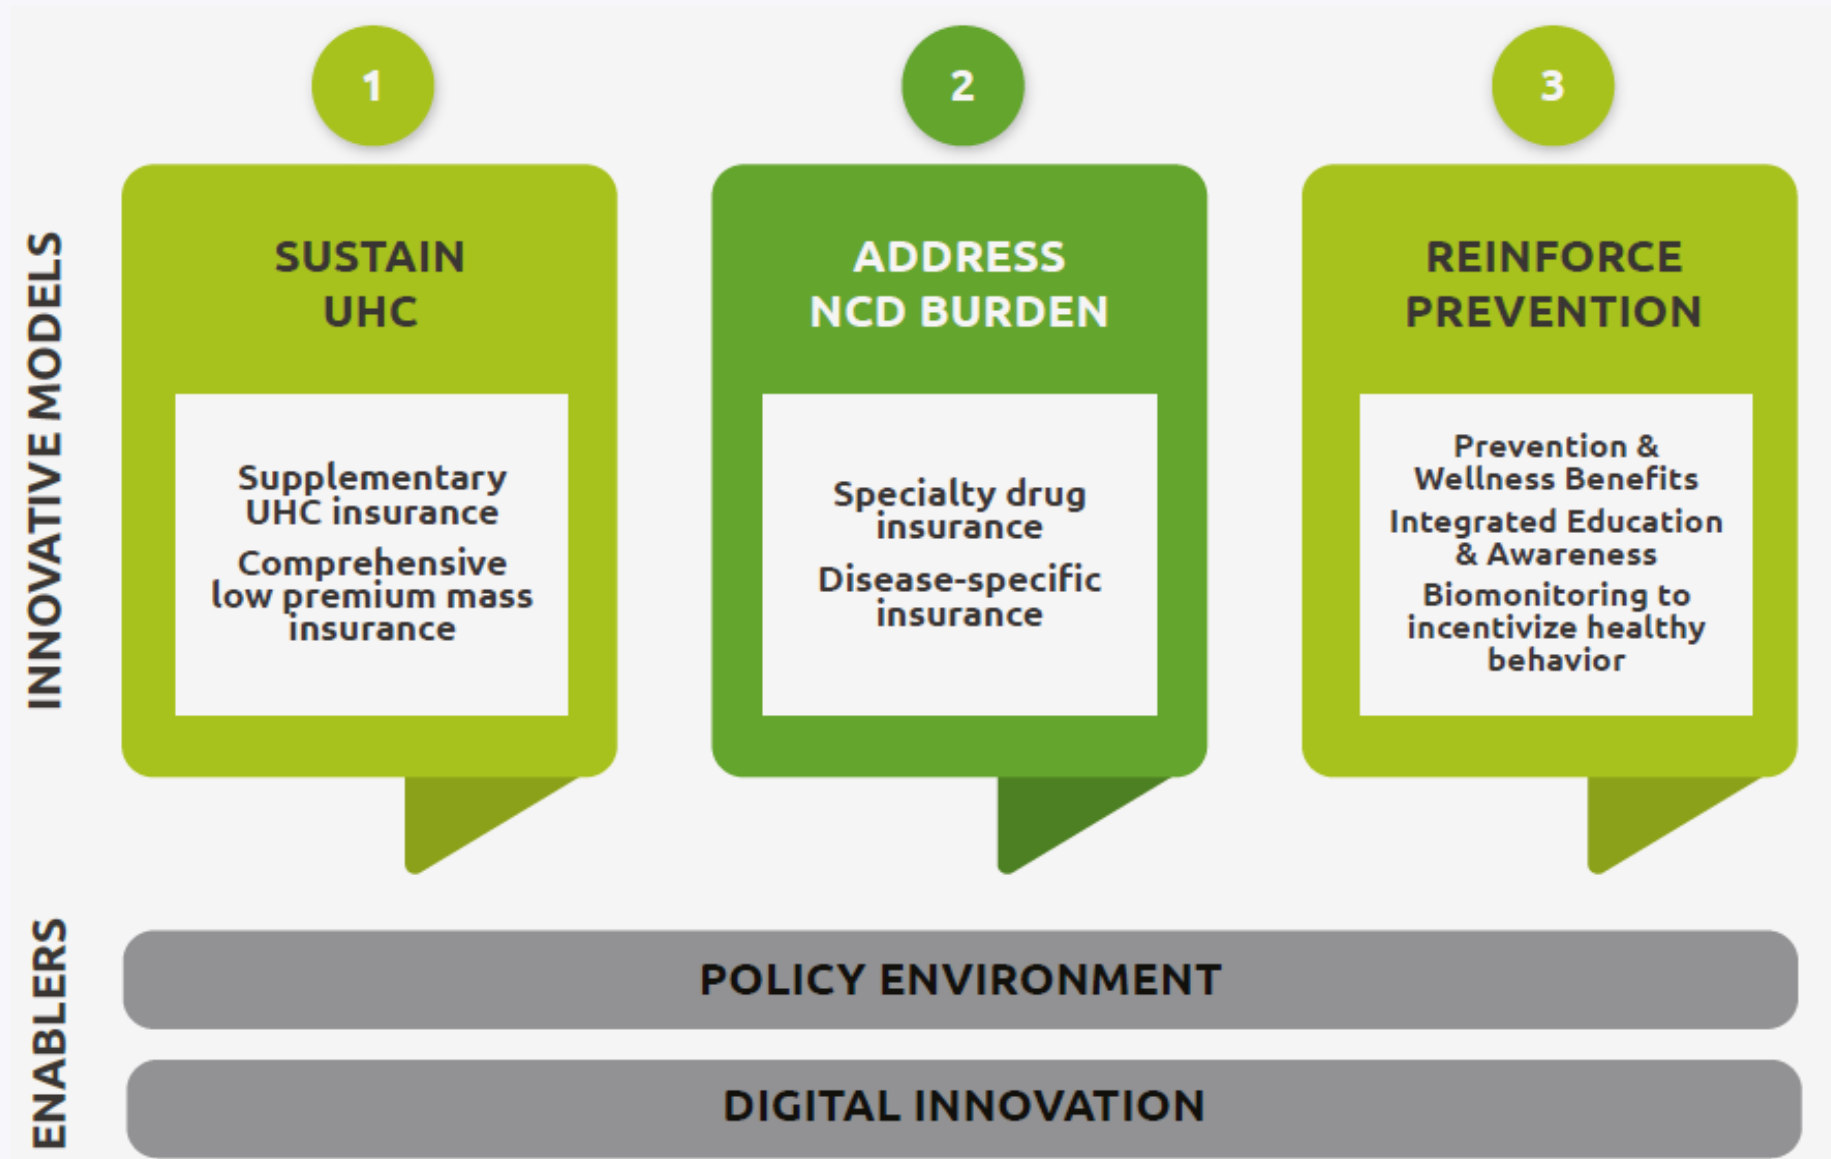 1
2
3
INNOVATIVE MODELS
SUSTAIN
UHC
Supplementary
UHC insurance
Comprehensive
low premium mass
insurance
ADDRESS
NCD BURDEN
Specialty drug
insurance
Disease-specific
insurance
REINFORCE
PREVENTION
Prevention &
Wellness Benefits
Integrated Education
& Awareness
Biomonitoring to
incentivize healthy
behavior
ENABLERS
POLICY ENVIRONMENT
DIGITAL INNOVATION